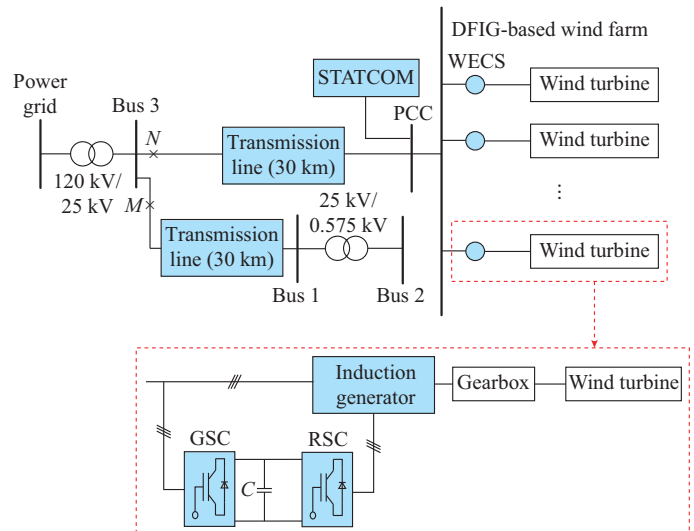 DFIG-based wind farm
WECS
STATCOM
Wind turbine
Power
grid
Bus 3
PCC
N
Transmission
line (30 km)
Wind turbine
120 kV/
25 kV
M
25 kV/
0.575 kV
...
Transmission
line (30 km)
Wind turbine
Bus 1
Bus 2
Induction
generator
Gearbox
Wind turbine
GSC
RSC
C